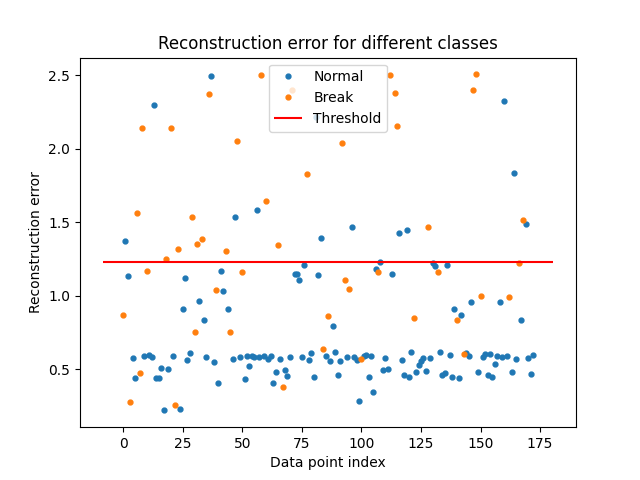 Reconstruction error for different classes
Normal
Break
Threshold
2.5
2.0
1.5
1.0
0.5
Reconstruction error
0 25 50 75 100 125 150 175
Data point index